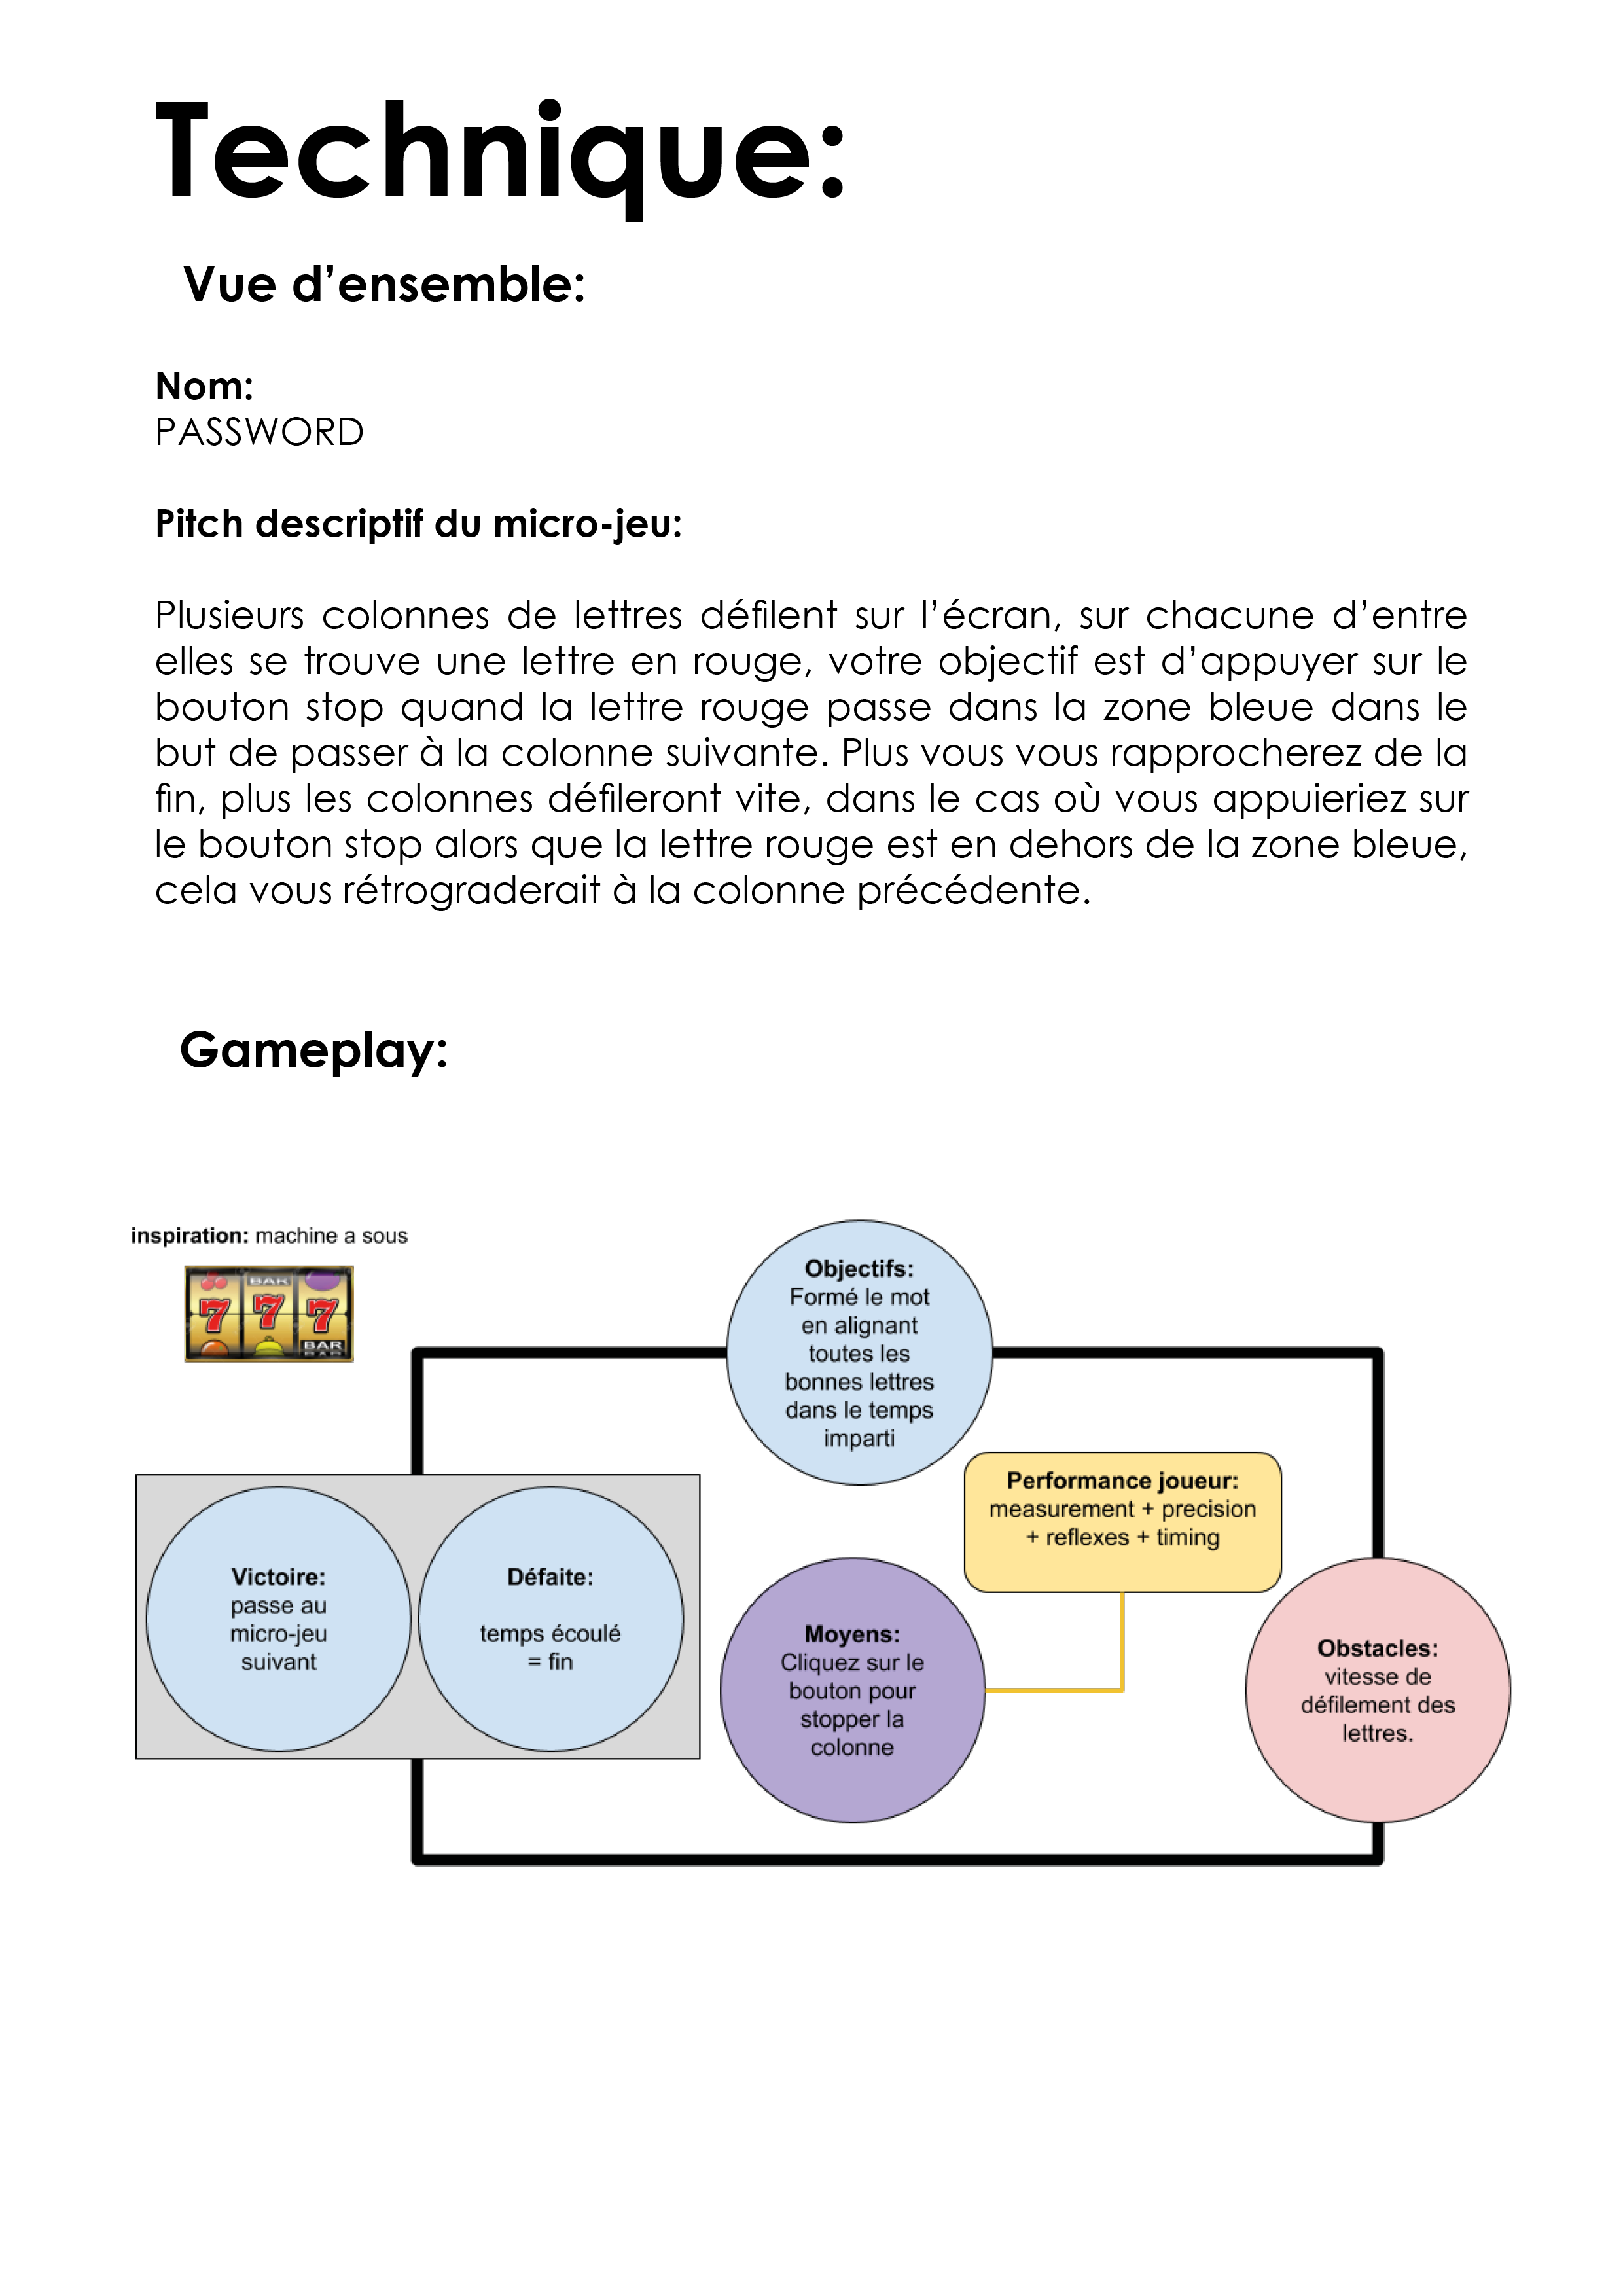 Technique:
Vue d’ensemble:
Nom:
PASSWORD
Pitch descriptif du micro-jeu:
Plusieurs colonnes de lettres défilent sur l’écran, sur chacune d’entre
elles se trouve une lettre en rouge, votre objectif est d’appuyer sur le
bouton stop quand la lettre rouge passe dans la zone bleue dans le
but de passer à la colonne suivante. Plus vous vous rapprocherez de la
fin, plus les colonnes défileront vite, dans le cas où vous appuieriez sur
le bouton stop alors que la lettre rouge est en dehors de la zone bleue,
cela vous rétrograderait à la colonne précédente.
Gameplay:
inspiration: machine a sous
BAR
7 7 7
BAR
BAR
Objectifs:
Formé le mot
en alignant
toutes les
bonnes lettres
dans le temps
imparti
Performance joueur:
measurement + precision
+ reflexes + timing
Victoire:
passe au
micro-jeu
suivant
Défaite:
temps écoulé
= fin
Moyens:
Cliquez sur le
bouton pour
stopper la
colonne
Obstacles:
vitesse de
défilement des
lettres.